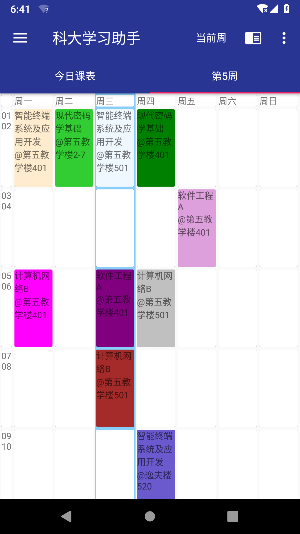 6:41
科大学习助手
当前周
今日课表
第5周
周一
周二
周三
周四
周五
周六
周日
01
02
智能终端
系统及应
用开发
@第五教
学楼401
现代密码
学基础
@第五教
学楼2-7
智能终端
系统及应
用开发
@第五教
学楼501
现代密码
学基础
@第五教
学楼401
03
04
软件工程
A
@第五教
学楼401
05
06
计算机网
络B
@第五教
学楼401
软件工程
A
@第五教
学楼501
计算机网
络B
@第五教
学楼501
07
08
计算机网
络B
@第五教
学楼501
09
10
智能终端
系统及应
用开发
@逸夫楼
520